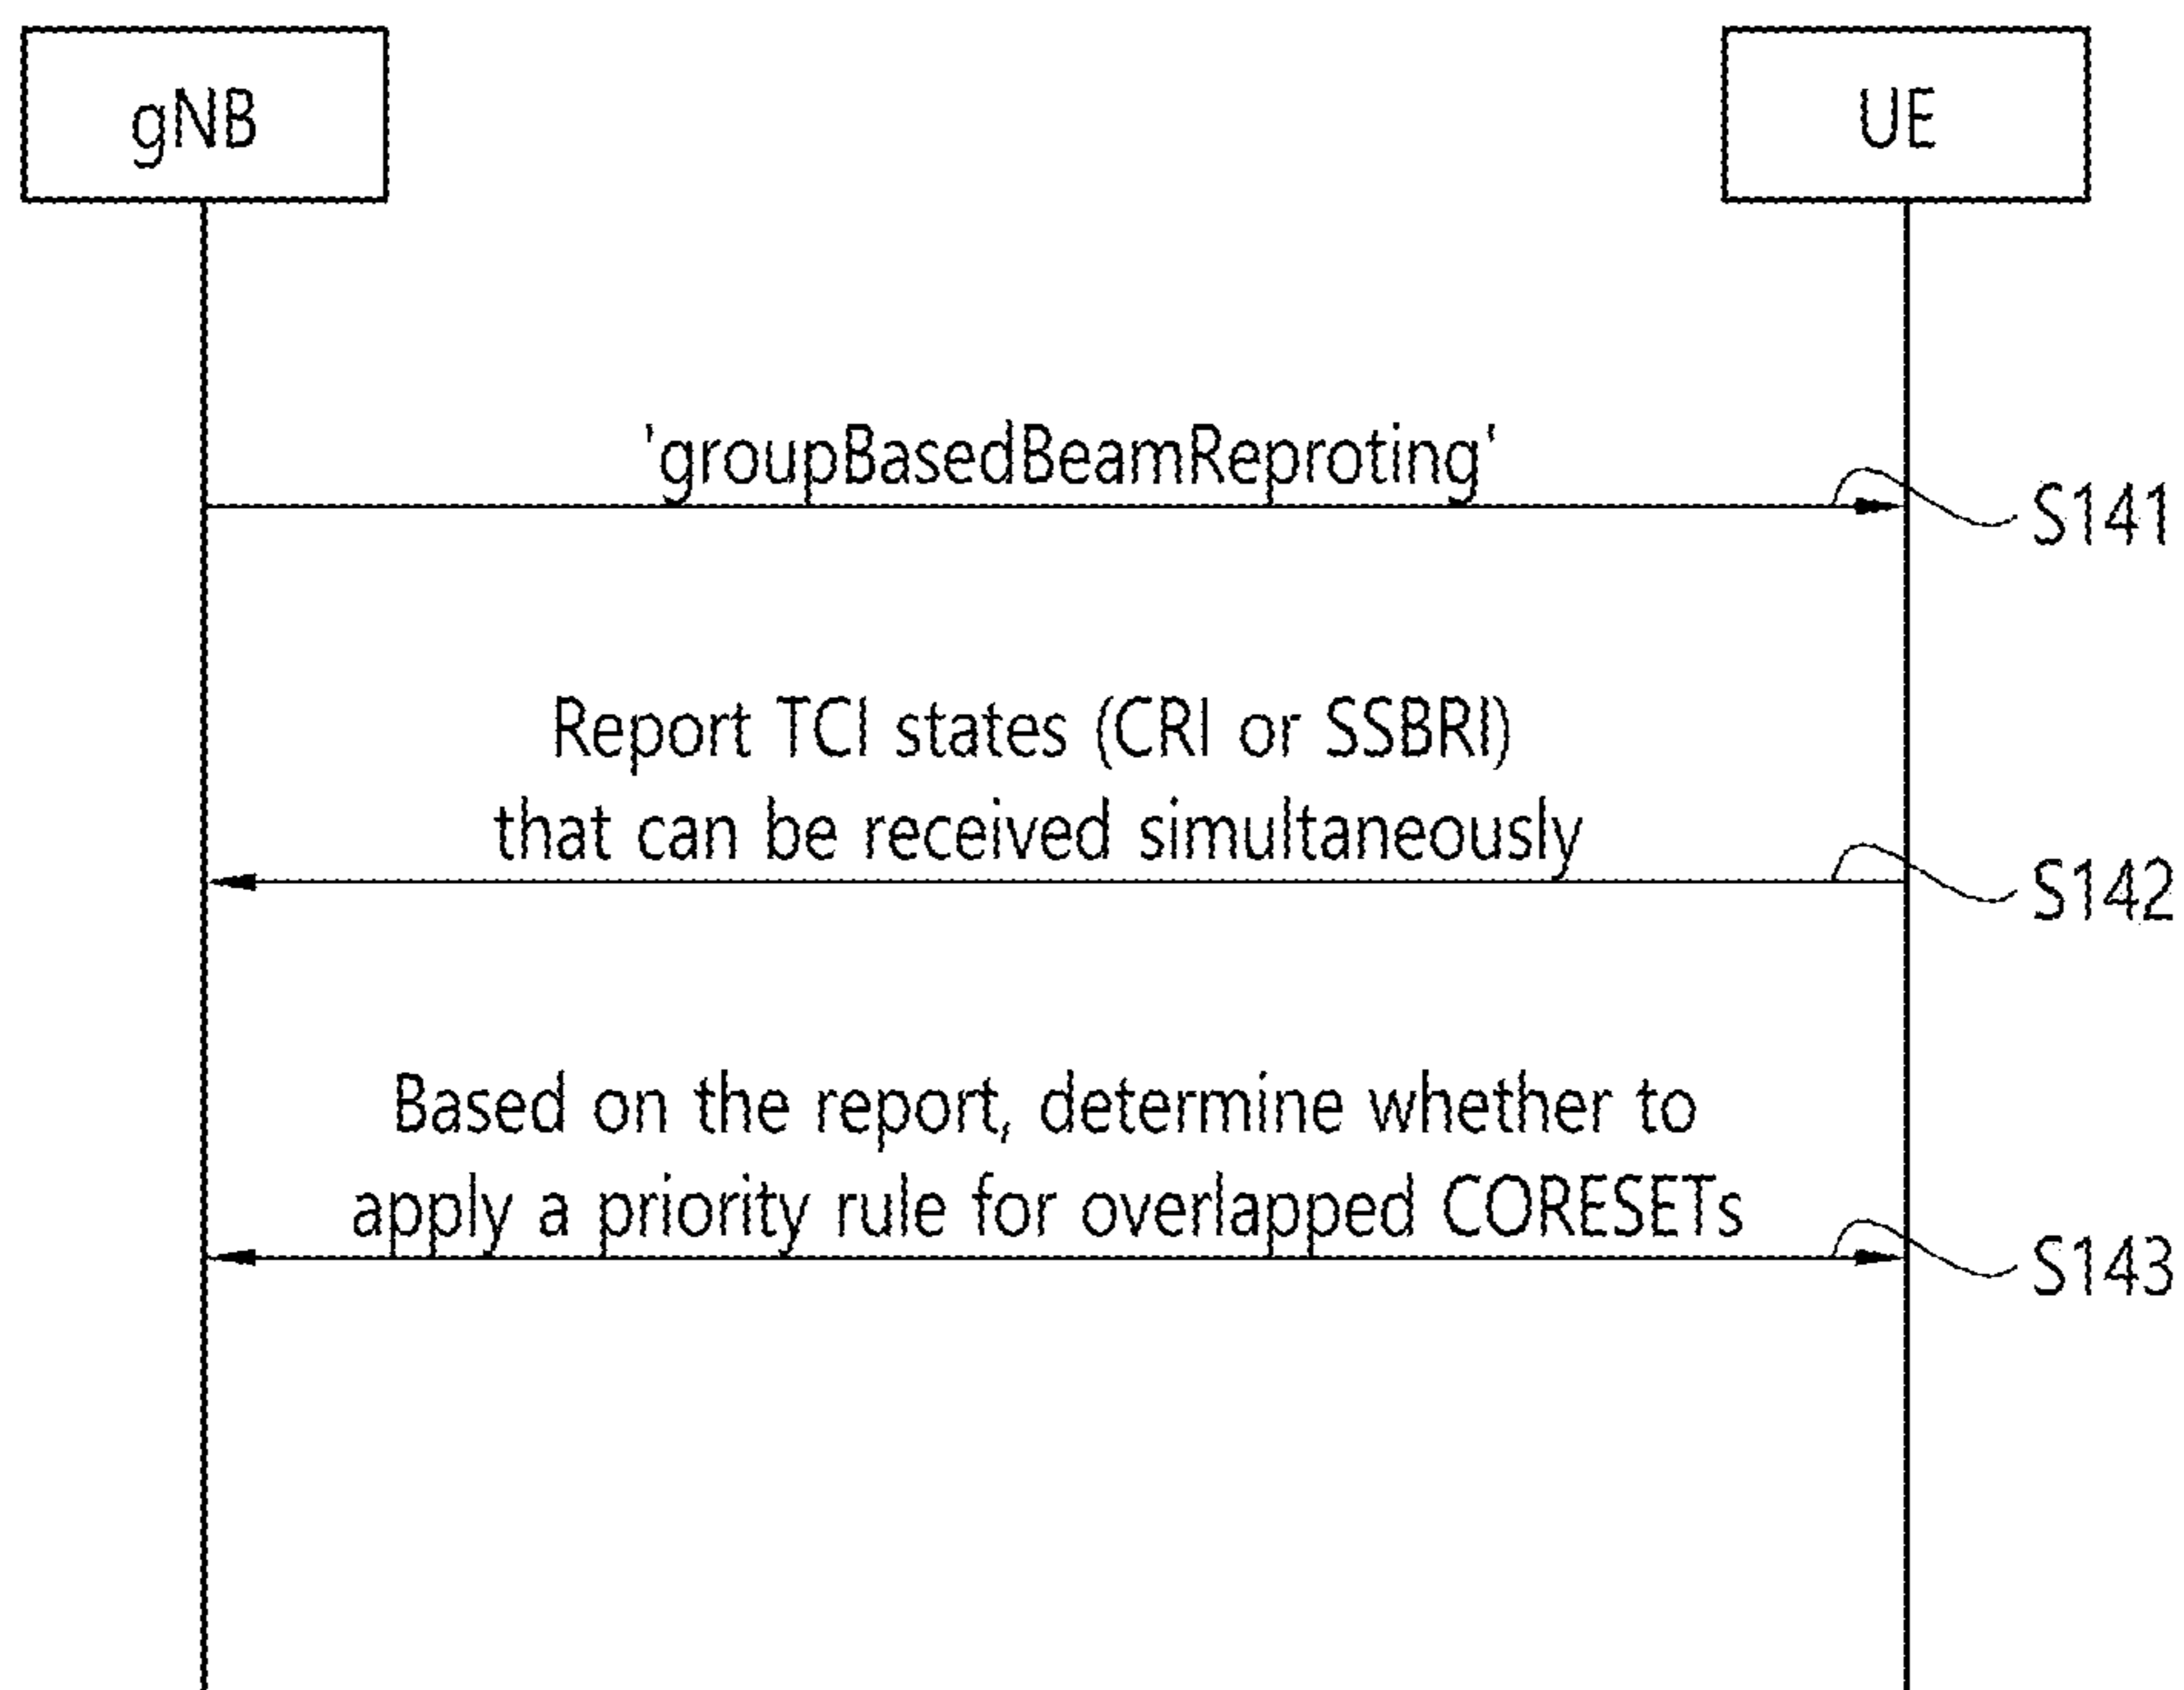 gNB
UE
'groupBasedBeamReproting'
S141
Report TCI states (CRI or SSBRI)
that can be received simultaneously
S142
Based on the report, determine whether to
apply a priority rule for overlapped CORESETs
S143